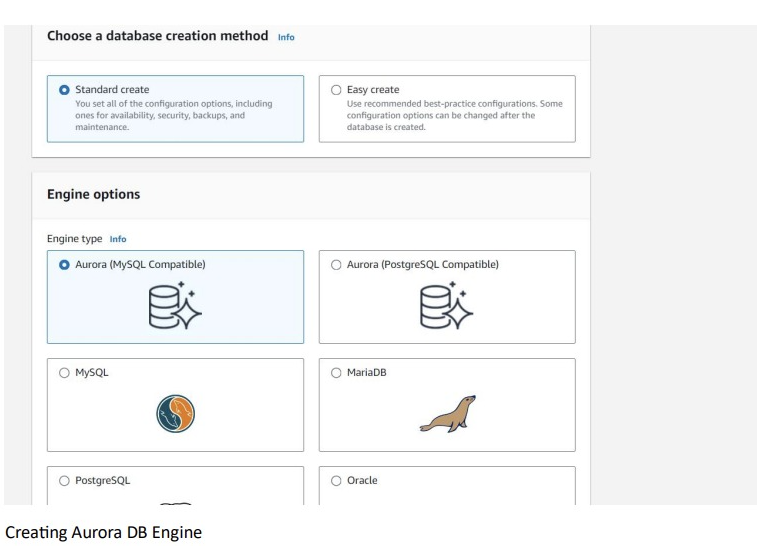 Choose a database creation method Info
Standard create
You set all of the configuration options, including
ones for availability, security, backups, and
maintenance.
Easy create
Use recommended best-practice configurations. Some
configuration options can be changed after the
database is created.
Engine options
Engine type Info
Aurora (MySQL Compatible)
Aurora (PostgreSQL Compatible)
MySQL
MariaDB
PostgreSQL
Oracle
Creating Aurora DB Engine